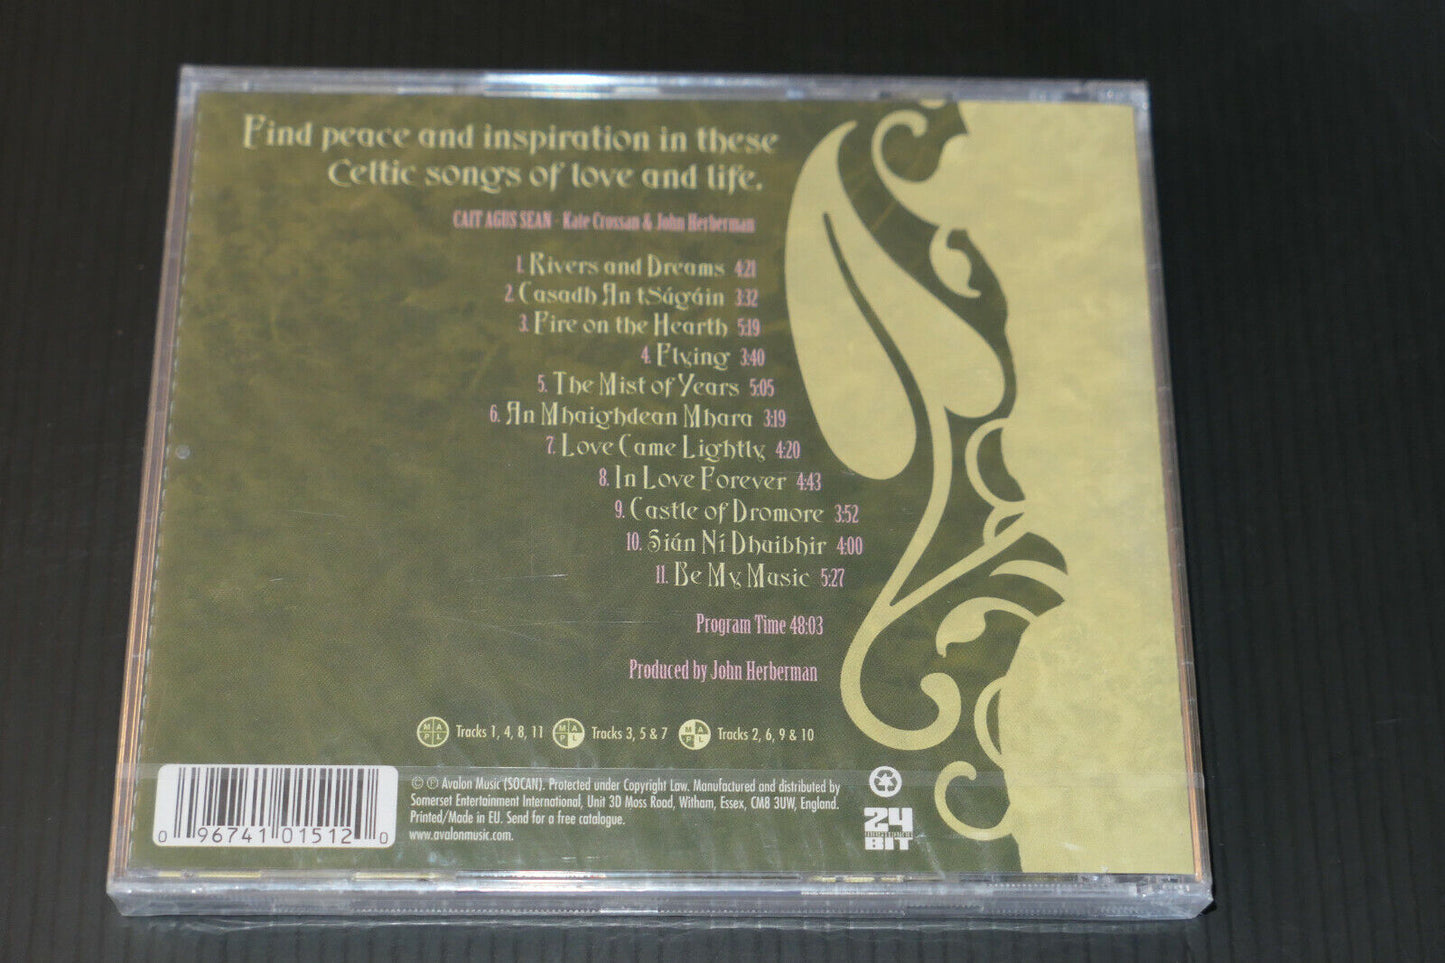 Find peace and inspiration in these
Celtic songs of love and life.
CAIT AGUS SEAN - Kate Crossan & John Herberman
1. Rivers and Dreams 4:21
2. Casadh An tSúgáin 3:32
3. Fire on the Hearth 5:19
4. Flying 3:40
5. The Mist of Years 5:05
6. An Mhaighdean Mhara 3:19
7. Love Came Lightly 4:20
8. In Love Forever 4:43
9. Castle of Dromore 3:52
10. Sián Ní Dhaibhir 4:00
11. Be My Music 5:27
Program Time 48:03
Produced by John Herberman
M A P L Tracks 1, 4, 8, 11 M A P L Tracks 3, 5 & 7 M A P L Tracks 2, 6, 9 & 10
© ℗ Avalon Music (SOCAN). Protected under Copyright Law. Manufactured and distributed by
Somerset Entertainment International, Unit 3D Moss Road, Witham, Essex, CM8 3UW, England.
Printed/Made in EU. Send for a free catalogue.
www.avalonmusic.com.
0 96741 01512 0
24
BIT